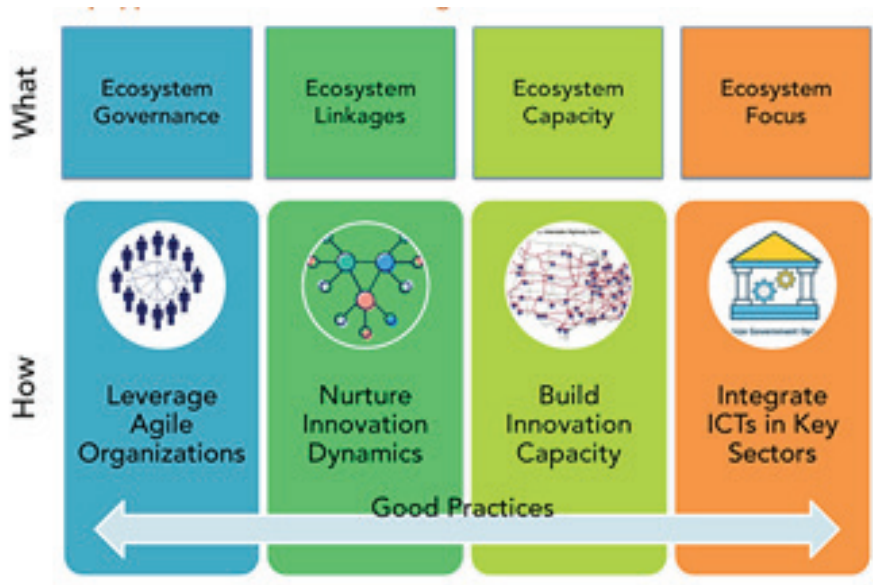 What
Ecosystem
Governance
Ecosystem
Linkages
Ecosystem
Capacity
Ecosystem
Focus
How
Leverage
Agile
Organizations
Nurture
Innovation
Dynamics
Build
Innovation
Capacity
Integrate
ICTs in Key
Sectors
Good Practices